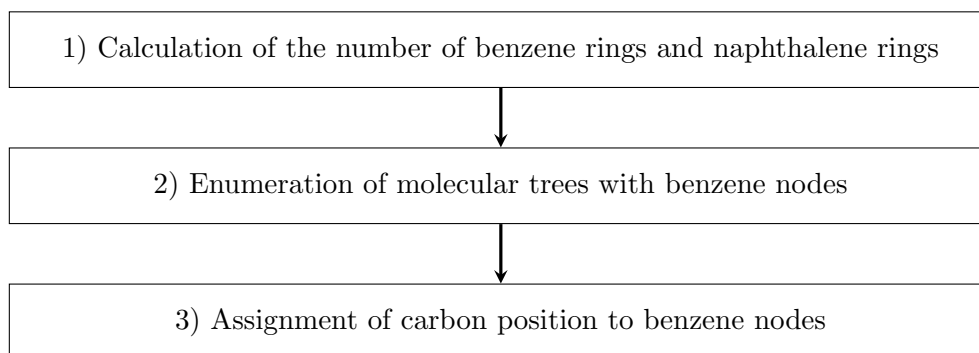 1) Calculation of the number of benzene rings and naphthalene rings
2) Enumeration of molecular trees with benzene nodes
3) Assignment of carbon position to benzene nodes